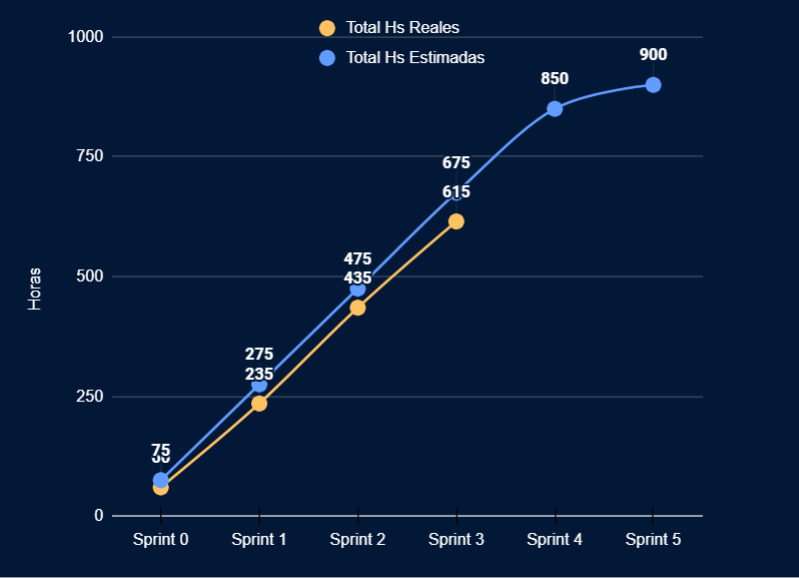 Total Hs Reales
Total Hs Estimadas
1000
750
500
250
0
Horas
900
850
675
615
475
435
275
235
75
Sprint 0
Sprint 1
Sprint 2
Sprint 3
Sprint 4
Sprint 5